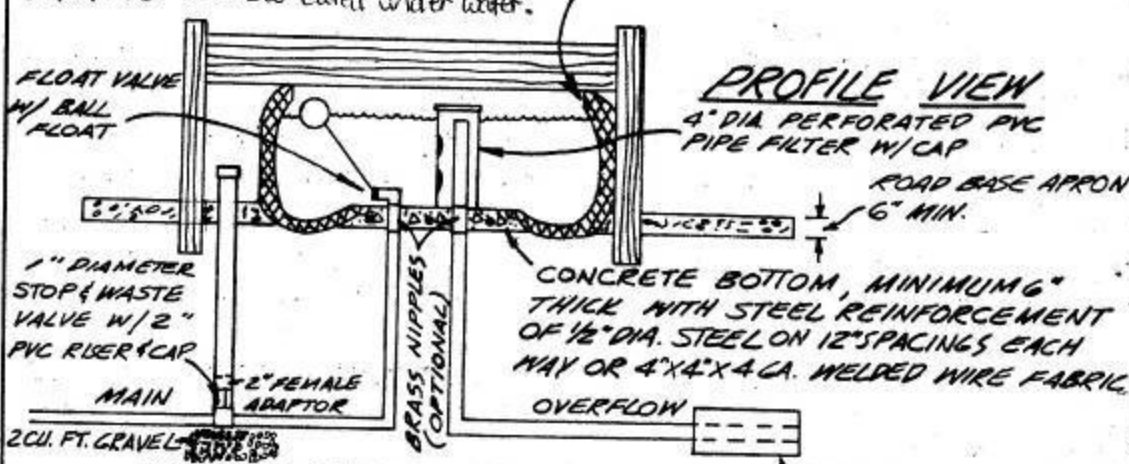 under water.
FLOAT VALVE
W/ BALL
FLOAT
PROFILE VIEW
4" DIA. PERFORATED PVC
PIPE FILTER W/CAP
ROAD BASE APRON
6" MIN.
1" DIAMETER
STOP & WASTE
VALVE W/ 2"
PVC RISER & CAP
MAIN
2" FEMALE
ADAPTOR
2 CU. FT. GRAVEL
BRASS NIPPLES
(OPTIONAL)
CONCRETE BOTTOM, MINIMUM 6"
THICK WITH STEEL REINFORCEMENT
OF 1/2" DIA. STEEL ON 12" SPACINGS EACH
WAY OR 4"X4"X4 GA. WELDED WIRE FABRIC
OVERFLOW